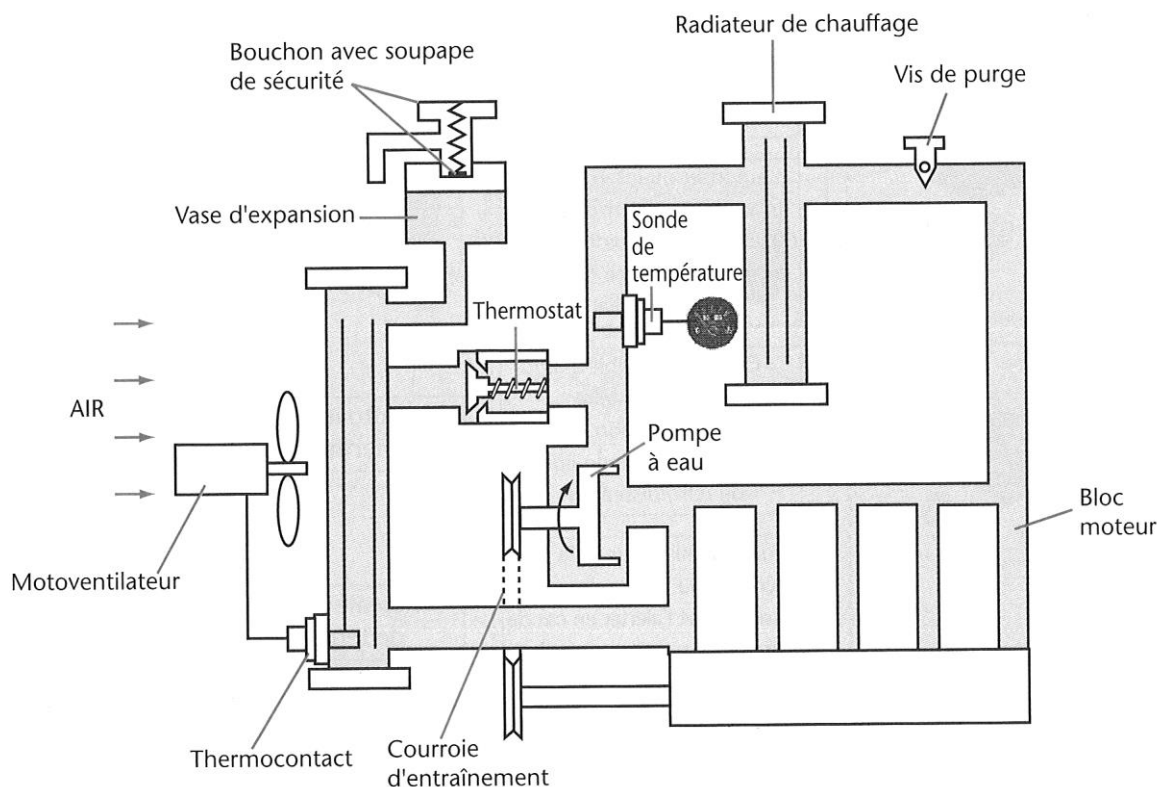 Radiateur de chauffage
Bouchon avec soupape
de sécurité
Vis de purge
Vase d'expansion
Sonde
de
température
Thermostat
AIR
Pompe
à eau
Bloc
moteur
Motoventilateur
Thermocontact
Courroie
d'entraînement